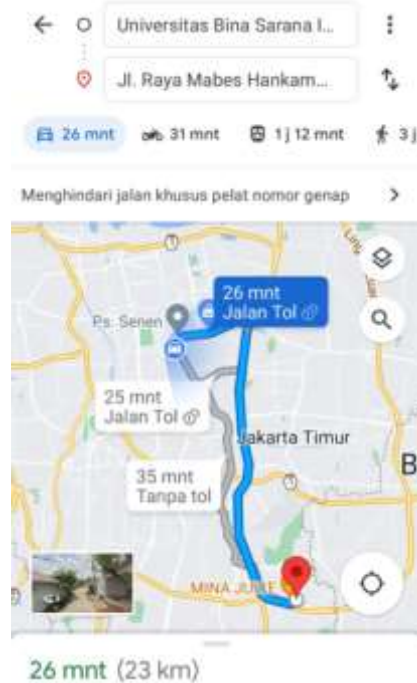 Universitas Bina Sarana I...
Jl. Raya Mabes Hankam...
26 mnt 31 mnt 1 j 12 mnt 3 j
Menghindari jalan khusus pelat nomor genap
26 mnt
Jalan Tol
Ps. Senen
25 mnt
Jalan Tol
Jakarta Timur
B
35 mnt
Tanpa tol
26 mnt (23 km)